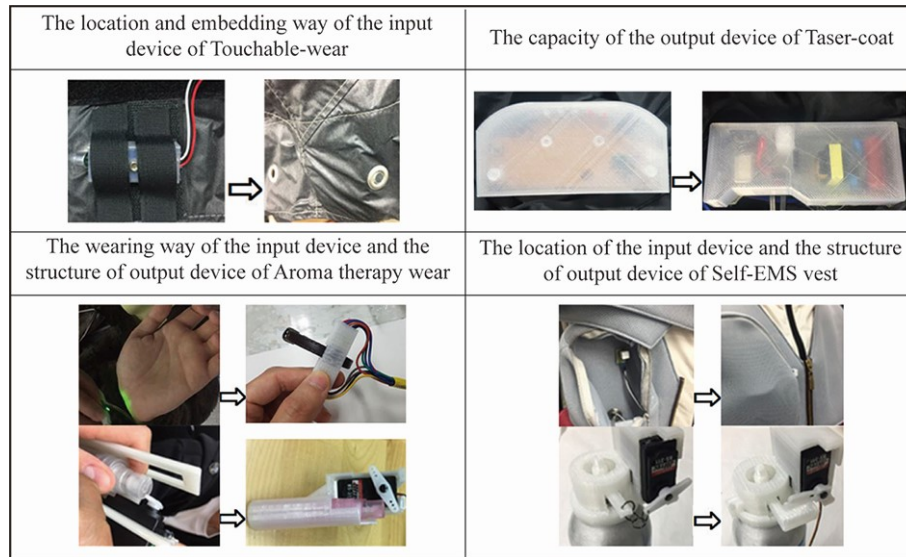 The location and embedding way of the input
device of Touchable-wear
The capacity of the output device of Taser-coat
The wearing way of the input device and the
structure of output device of Aroma therapy wear
The location of the input device and the structure
of output device of Self-EMS vest